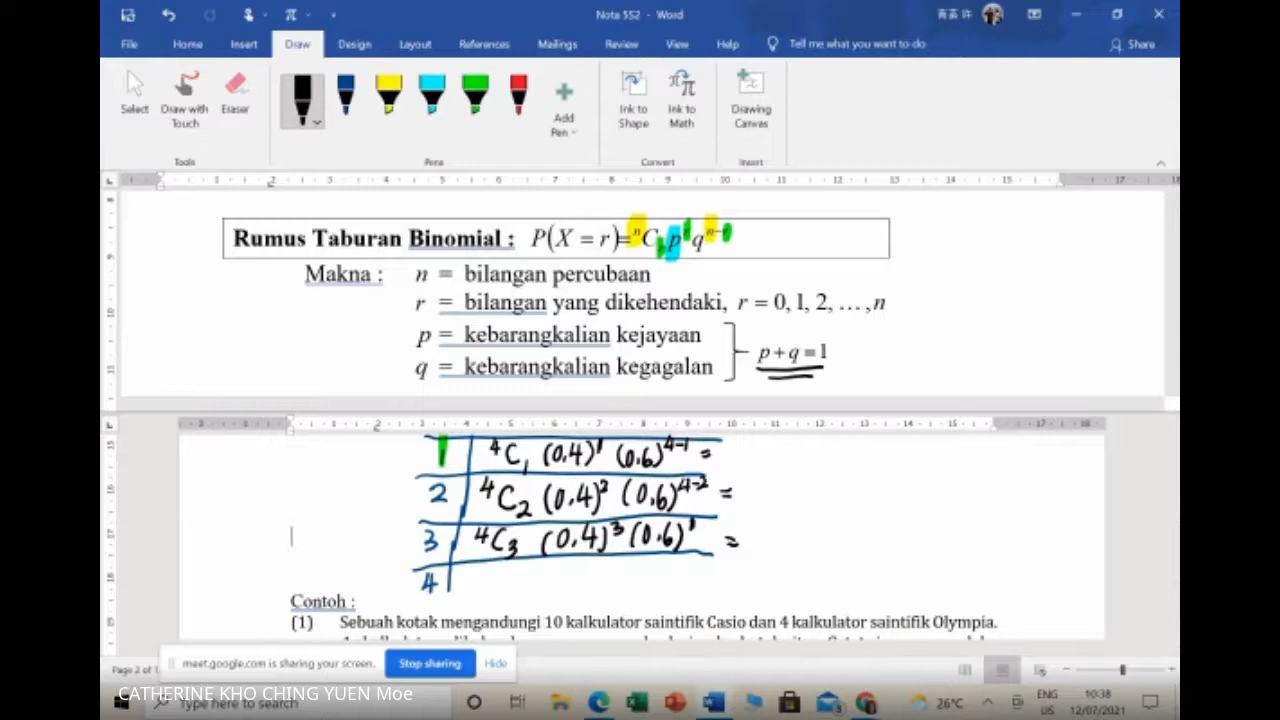 Nota 5S2 - Word
File Home Insert Draw Design Layout References Mailings Review View Help Tell me what you want to do Share
Select Draw with Touch Eraser Add Pen Ink to Shape Ink to Math Drawing Canvas
Tools Pens Convert Insert
Rumus Taburan Binomial : P(X = r)= ⁿCᵣ pʳ qⁿ⁻ʳ
Makna : n = bilangan percubaan
r = bilangan yang dikehendaki, r = 0, 1, 2, …,n
p = kebarangkalian kejayaan
q = kebarangkalian kegagalan
p + q = 1
1 ⁴C₁ (0.4)¹ (0.6)⁴⁻¹ =
2 ⁴C₂ (0.4)² (0.6)⁴⁻² =
3 ⁴C₃ (0.4)³ (0.6)¹ =
4
Contoh :
(1) Sebuah kotak mengandungi 10 kalkulator saintifik Casio dan 4 kalkulator saintifik Olympia.
Page 2 of
meet.google.com is sharing your screen. Stop sharing Hide
CATHERINE KHO CHING YUEN Moe
Type here to search
26°C ENG US 10:38 12/07/2021